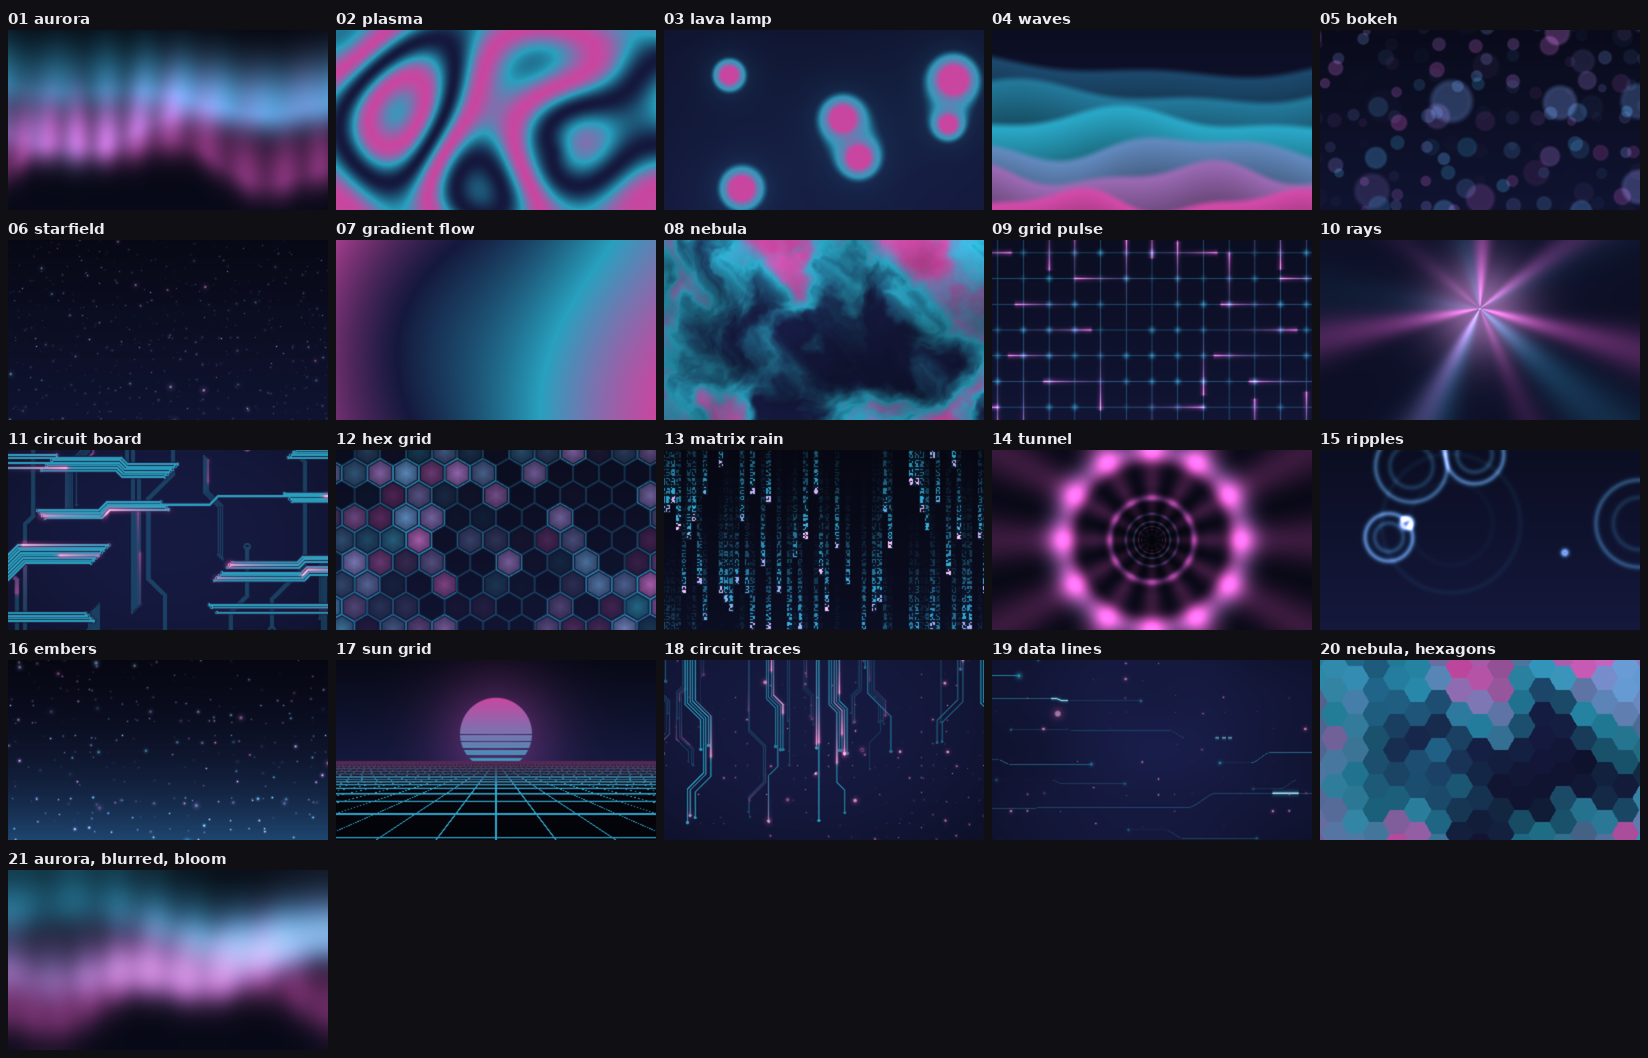 01 aurora
02 plasma
03 lava lamp
04 waves
05 bokeh
06 starfield
07 gradient flow
08 nebula
09 grid pulse
10 rays
11 circuit board
12 hex grid
13 matrix rain
14 tunnel
15 ripples
16 embers
17 sun grid
18 circuit traces
19 data lines
20 nebula, hexagons
21 aurora, blurred, bloom